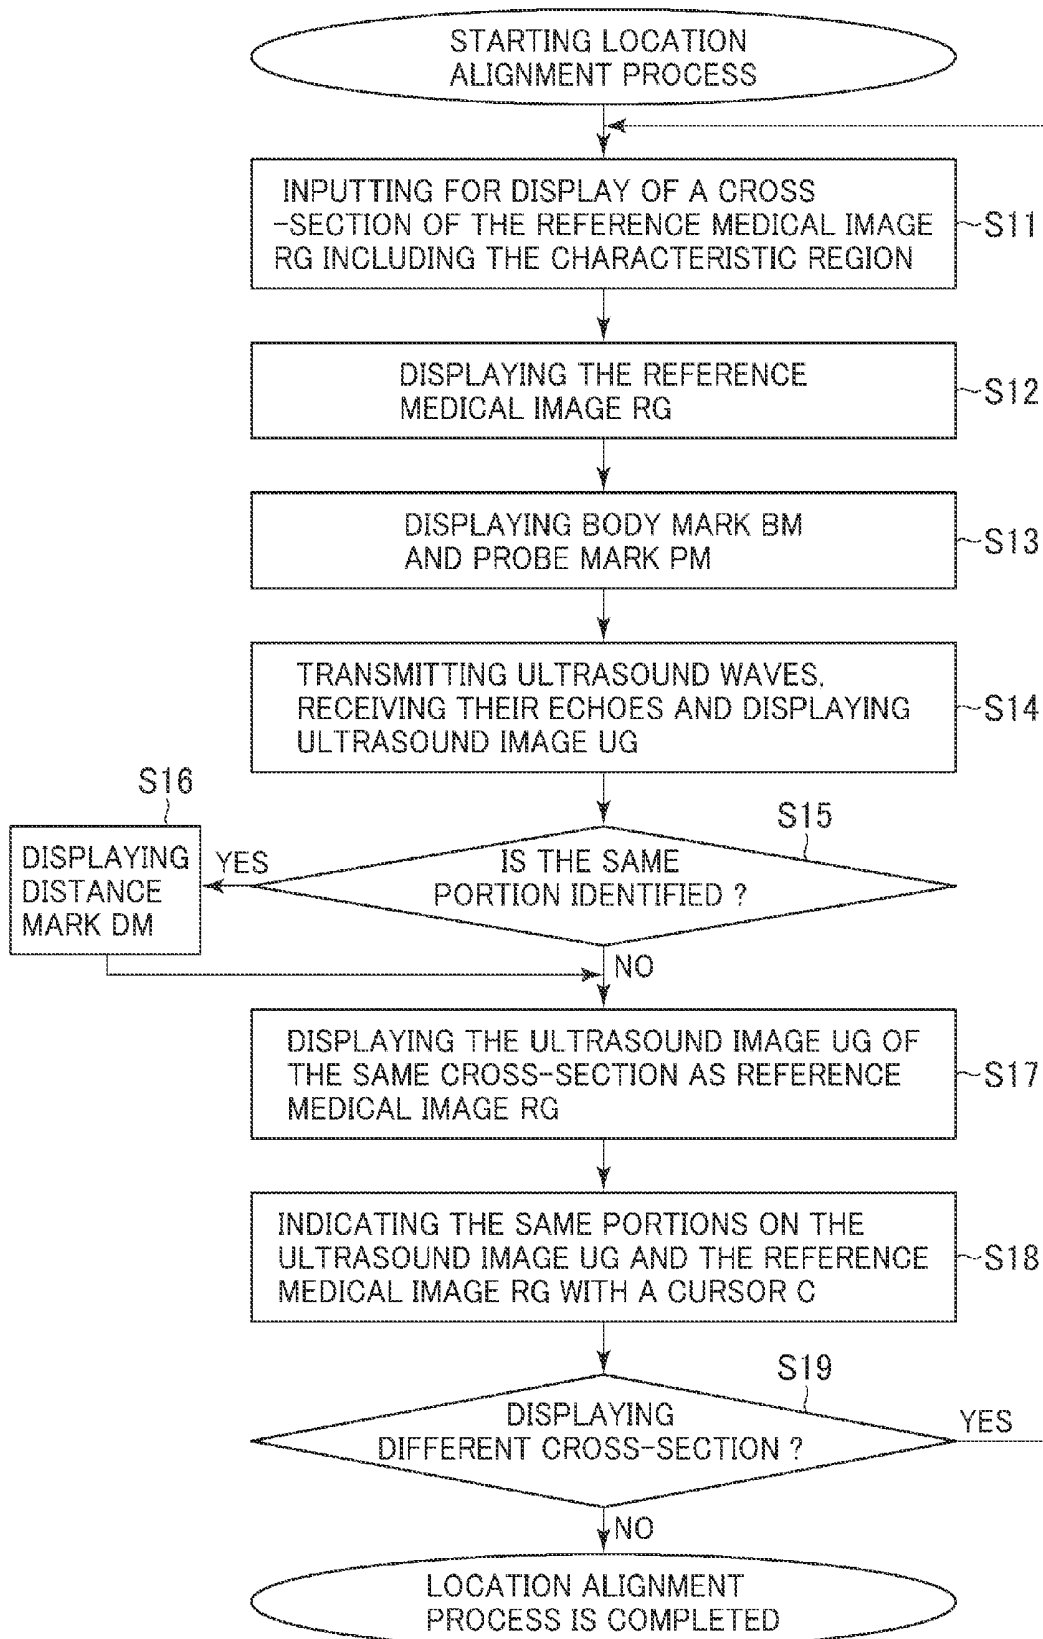 STARTING LOCATION
ALIGNMENT PROCESS
INPUTTING FOR DISPLAY OF A CROSS
-SECTION OF THE REFERENCE MEDICAL IMAGE
RG INCLUDING THE CHARACTERISTIC REGION
S11
DISPLAYING THE REFERENCE
MEDICAL IMAGE RG
S12
DISPLAYING BODY MARK BM
AND PROBE MARK PM
S13
TRANSMITTING ULTRASOUND WAVES,
RECEIVING THEIR ECHOES AND DISPLAYING
ULTRASOUND IMAGE UG
S14
S15
IS THE SAME
PORTION IDENTIFIED ?
YES
S16
DISPLAYING
DISTANCE
MARK DM
NO
DISPLAYING THE ULTRASOUND IMAGE UG OF
THE SAME CROSS-SECTION AS REFERENCE
MEDICAL IMAGE RG
S17
INDICATING THE SAME PORTIONS ON THE
ULTRASOUND IMAGE UG AND THE REFERENCE
MEDICAL IMAGE RG WITH A CURSOR C
S18
S19
DISPLAYING
DIFFERENT CROSS-SECTION ?
YES
NO
LOCATION ALIGNMENT
PROCESS IS COMPLETED